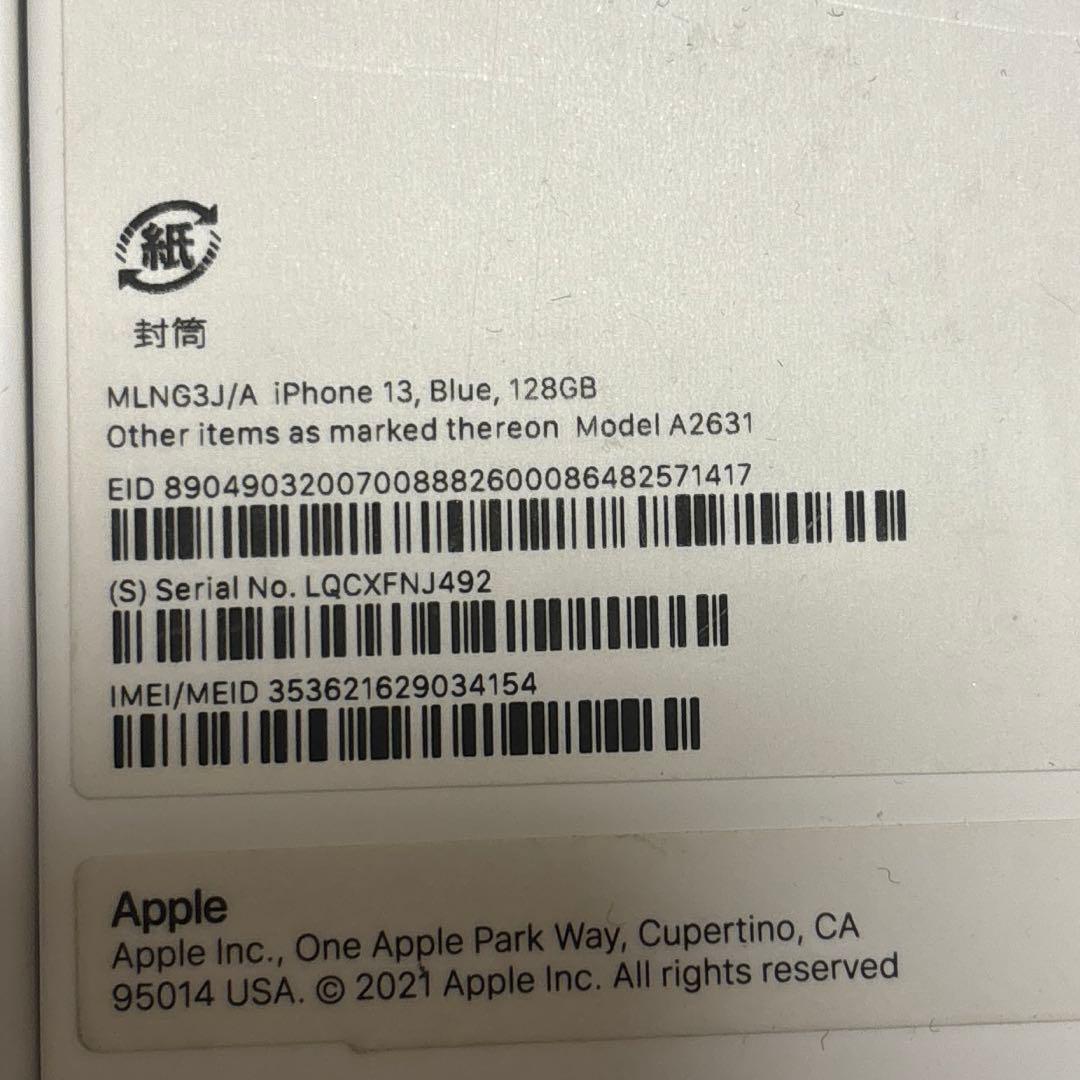 紙
封筒
MLNG3J/A iPhone 13, Blue, 128GB
Other items as marked thereon Model A2631
EID 89049032007008882600086482571417
(S) Serial No. LQCXFNJ492
IMEI/MEID 353621629034154
Apple
Apple Inc., One Apple Park Way, Cupertino, CA
95014 USA. © 2021 Apple Inc. All rights reserved